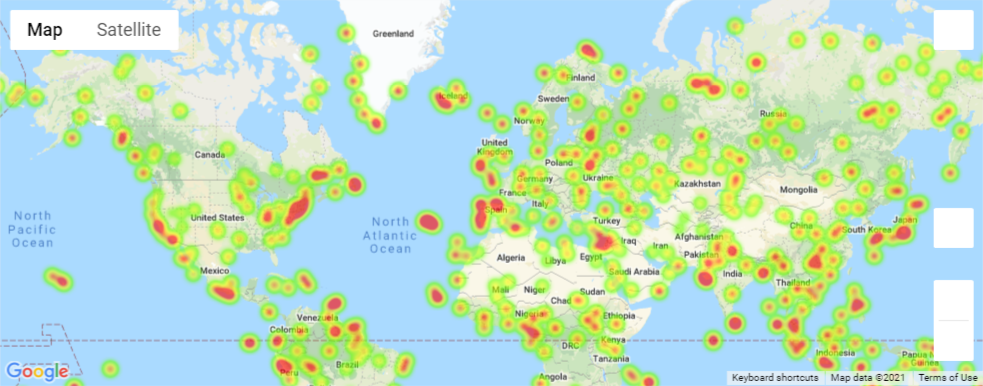 Map Satellite
Greenland
Iceland
Finland
Sweden
Norway
Russia
United
Kingdom
Canada
Poland
Germany
Ukraine
Kazakhstan
Mongolia
France
Italy
Spain
North
Pacific
Ocean
United States
North
Atlantic
Ocean
Turkey
China
Japan
South Korea
Afghanistan
Iraq
Iran
Pakistan
Algeria
Libya
Egypt
Saudi Arabia
India
Mexico
Mali
Niger
Chad
Sudan
Thailand
Nigeria
Ethiopia
Venezuela
Colombia
DRC
Kenya
Tanzania
Indonesia
Papua New
Guinea
Peru
Brazil
Angola
Google
Keyboard shortcuts Map data ©2021 Terms of Use